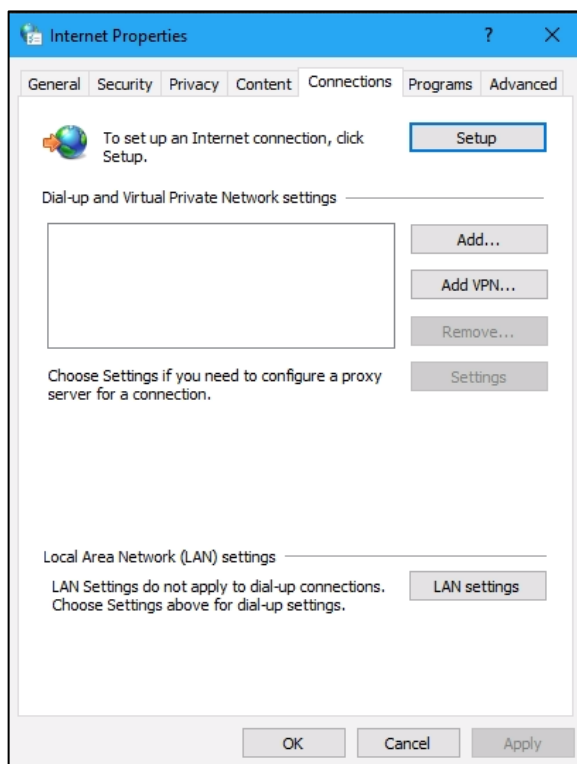 Internet Properties ?
General Security Privacy Content Connections Programs Advanced
To set up an Internet connection, click
Setup.
Setup
Dial-up and Virtual Private Network settings
Add...
Add VPN...
Remove...
Choose Settings if you need to configure a proxy
server for a connection.
Settings
Local Area Network (LAN) settings
LAN Settings do not apply to dial-up connections.
Choose Settings above for dial-up settings.
LAN settings
OK Cancel Apply